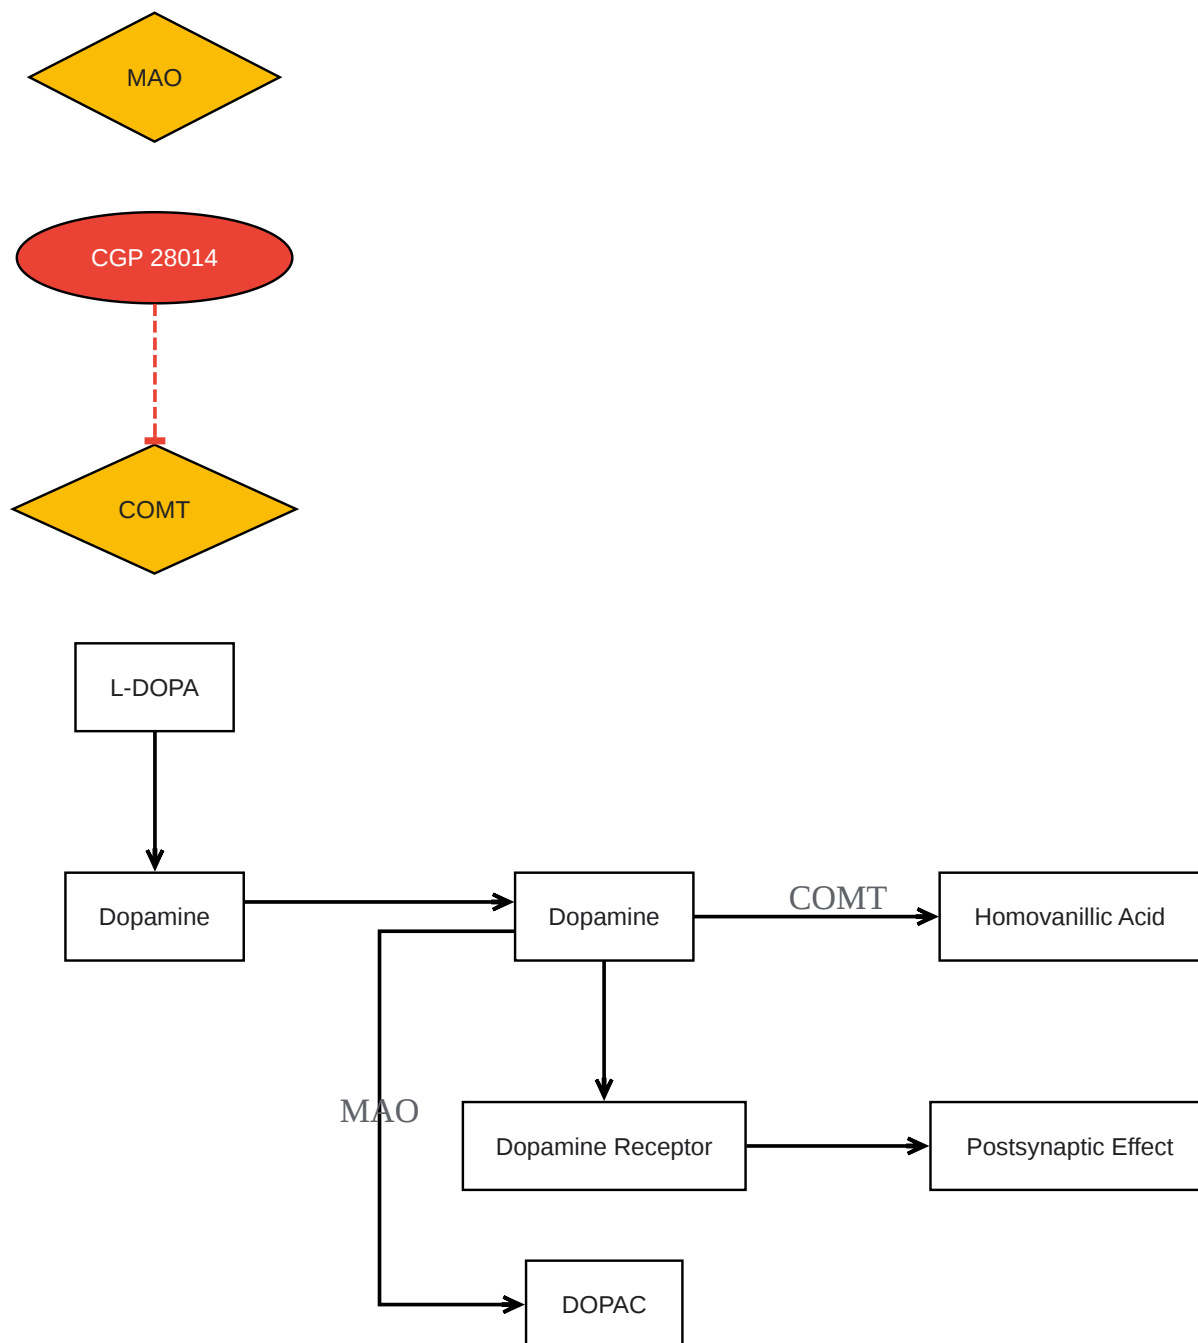 MAO
CGP 28014
COMT
L-DOPA
Dopamine
Dopamine
COMT
Homovanillic Acid
MAO
Dopamine Receptor
Postsynaptic Effect
DOPAC